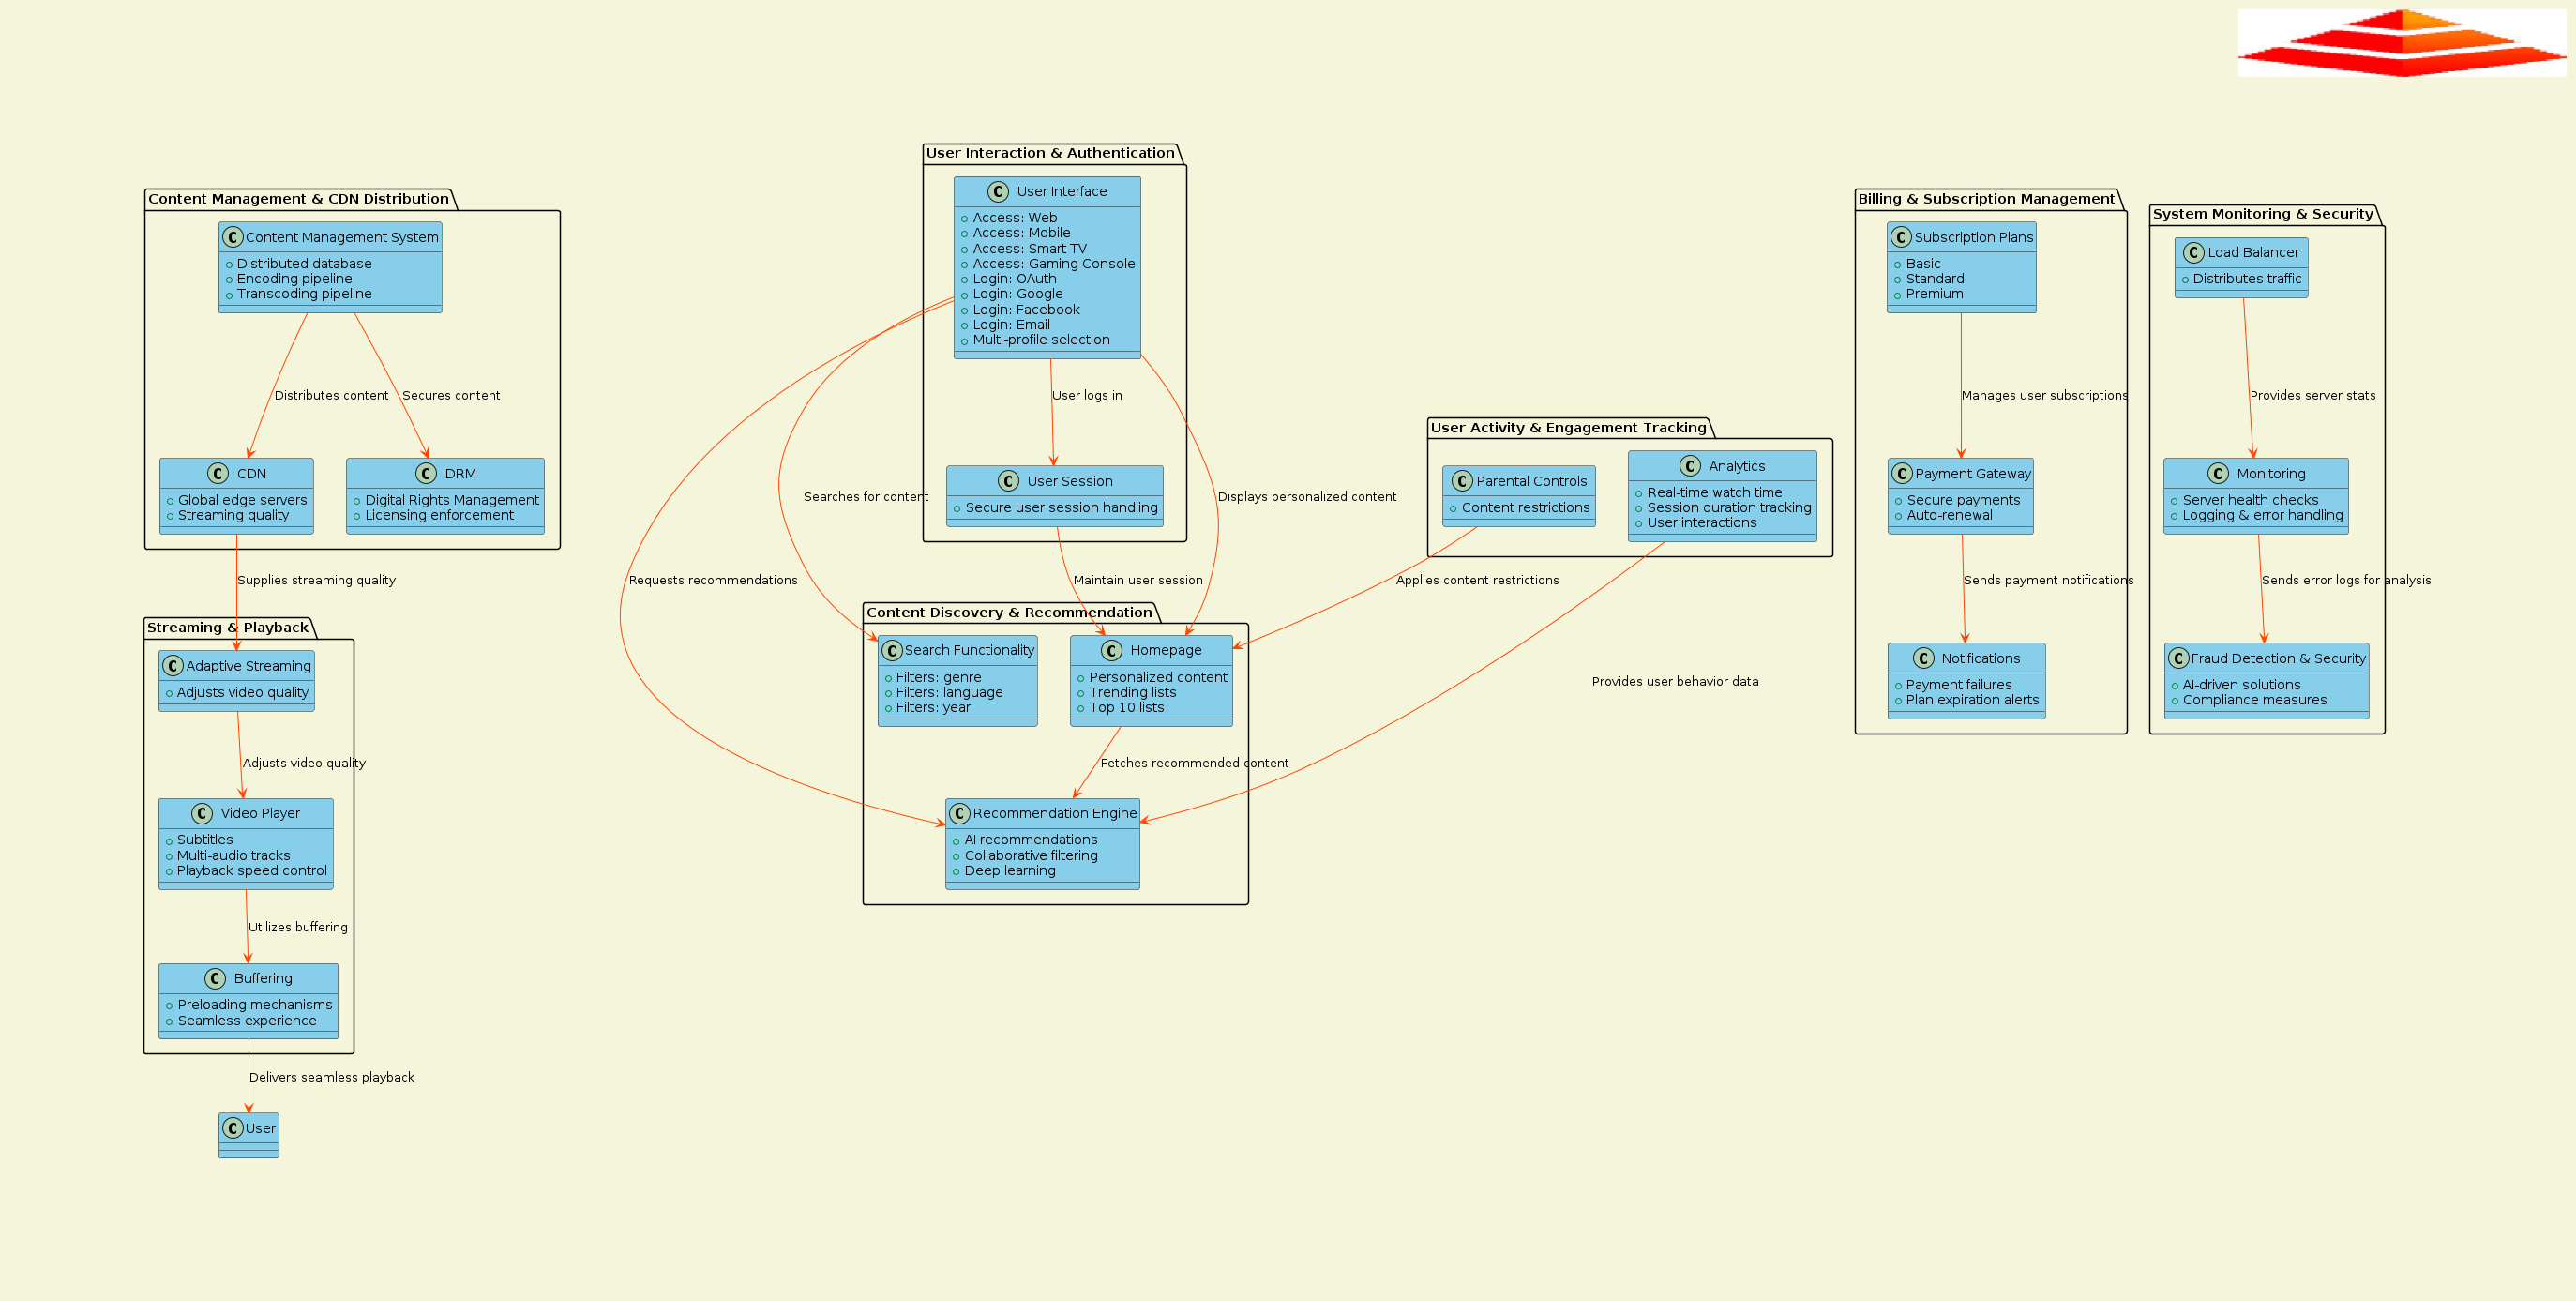 Content Management & CDN Distribution
C Content Management System
Distributed database
Encoding pipeline
Transcoding pipeline
Distributes content
Secures content
C CDN
Global edge servers
Streaming quality
C DRM
Digital Rights Management
Licensing enforcement
Supplies streaming quality
Streaming & Playback
C Adaptive Streaming
Adjusts video quality
Adjusts video quality
C Video Player
Subtitles
Multi-audio tracks
Playback speed control
Utilizes buffering
C Buffering
Preloading mechanisms
Seamless experience
Delivers seamless playback
C User
User Interaction & Authentication
C User Interface
Access: Web
Access: Mobile
Access: Smart TV
Access: Gaming Console
Login: OAuth
Login: Google
Login: Facebook
Login: Email
Multi-profile selection
User logs in
C User Session
Secure user session handling
Searches for content
Displays personalized content
Requests recommendations
Maintain user session
Content Discovery & Recommendation
C Search Functionality
Filters: genre
Filters: language
Filters: year
C Homepage
Personalized content
Trending lists
Top 10 lists
Fetches recommended content
C Recommendation Engine
AI recommendations
Collaborative filtering
Deep learning
User Activity & Engagement Tracking
C Parental Controls
Content restrictions
C Analytics
Real-time watch time
Session duration tracking
User interactions
Applies content restrictions
Provides user behavior data
Billing & Subscription Management
C Subscription Plans
Basic
Standard
Premium
Manages user subscriptions
C Payment Gateway
Secure payments
Auto-renewal
Sends payment notifications
C Notifications
Payment failures
Plan expiration alerts
System Monitoring & Security
C Load Balancer
Distributes traffic
Provides server stats
C Monitoring
Server health checks
Logging & error handling
Sends error logs for analysis
C Fraud Detection & Security
AI-driven solutions
Compliance measures